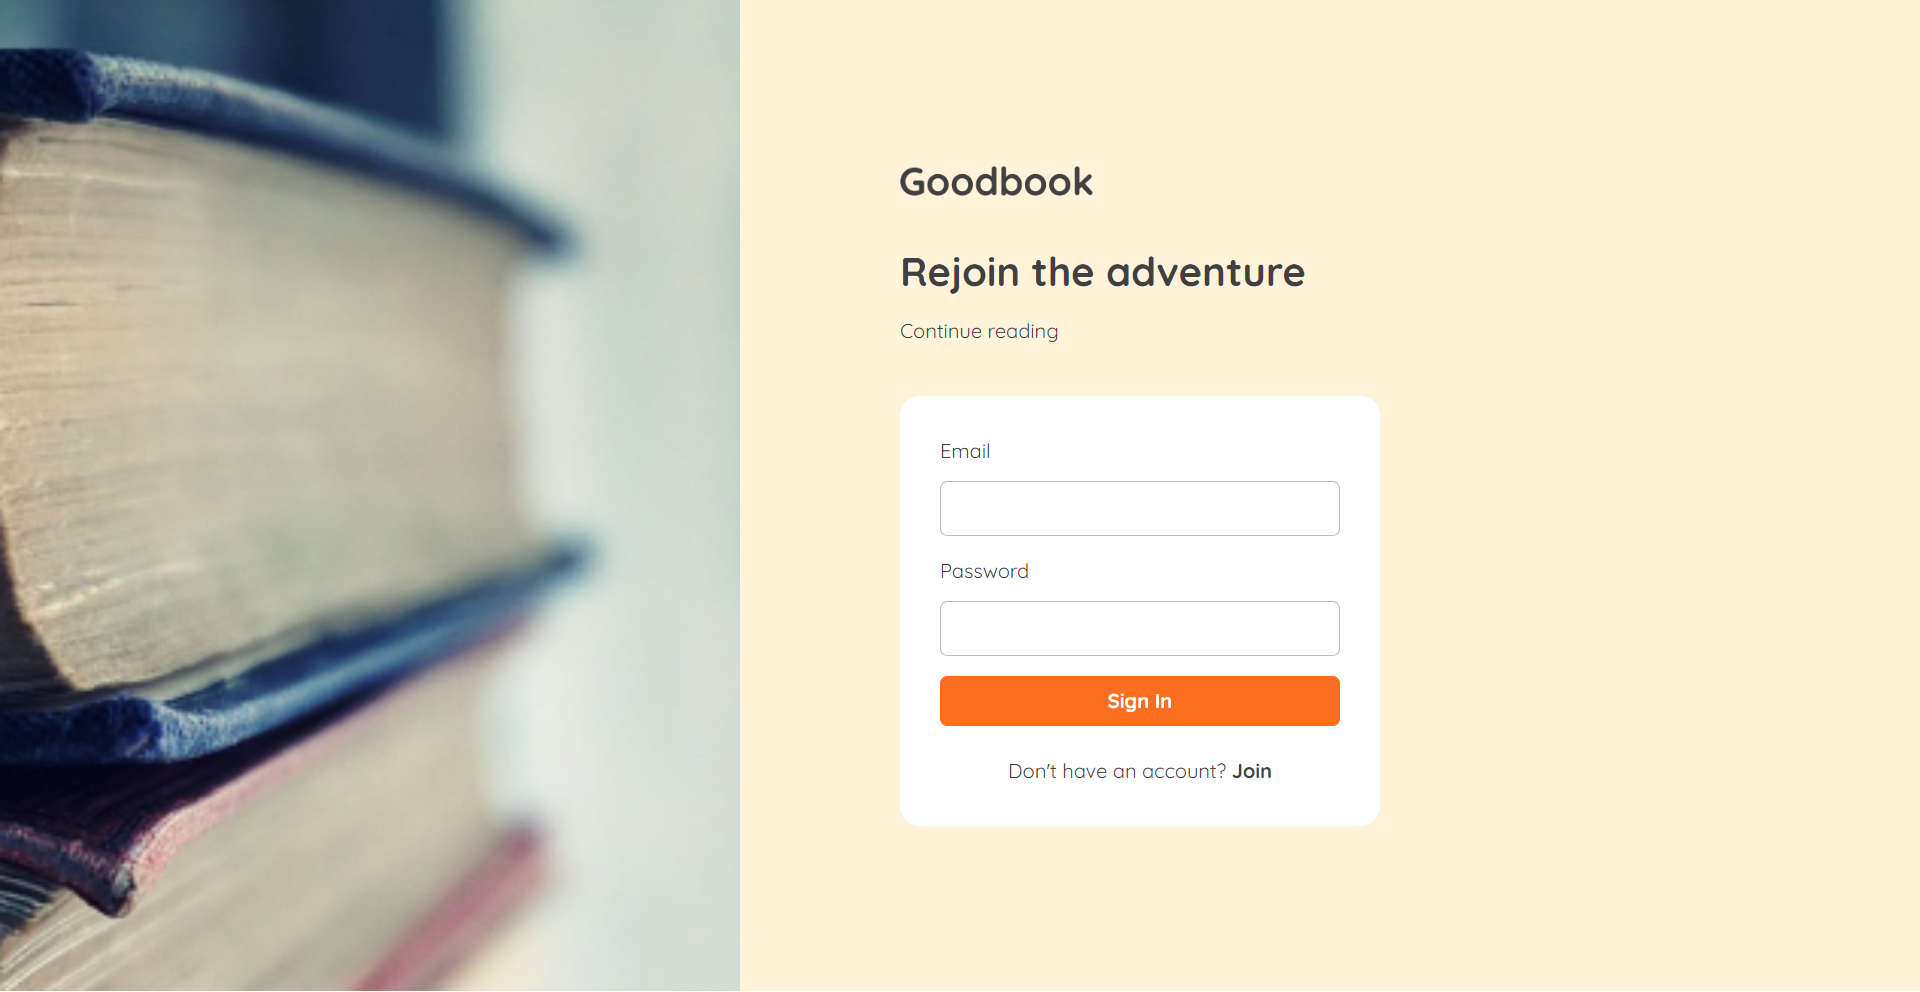 Goodbook
Rejoin the adventure
Continue reading
Email
Password
Sign In
Don't have an account? Join